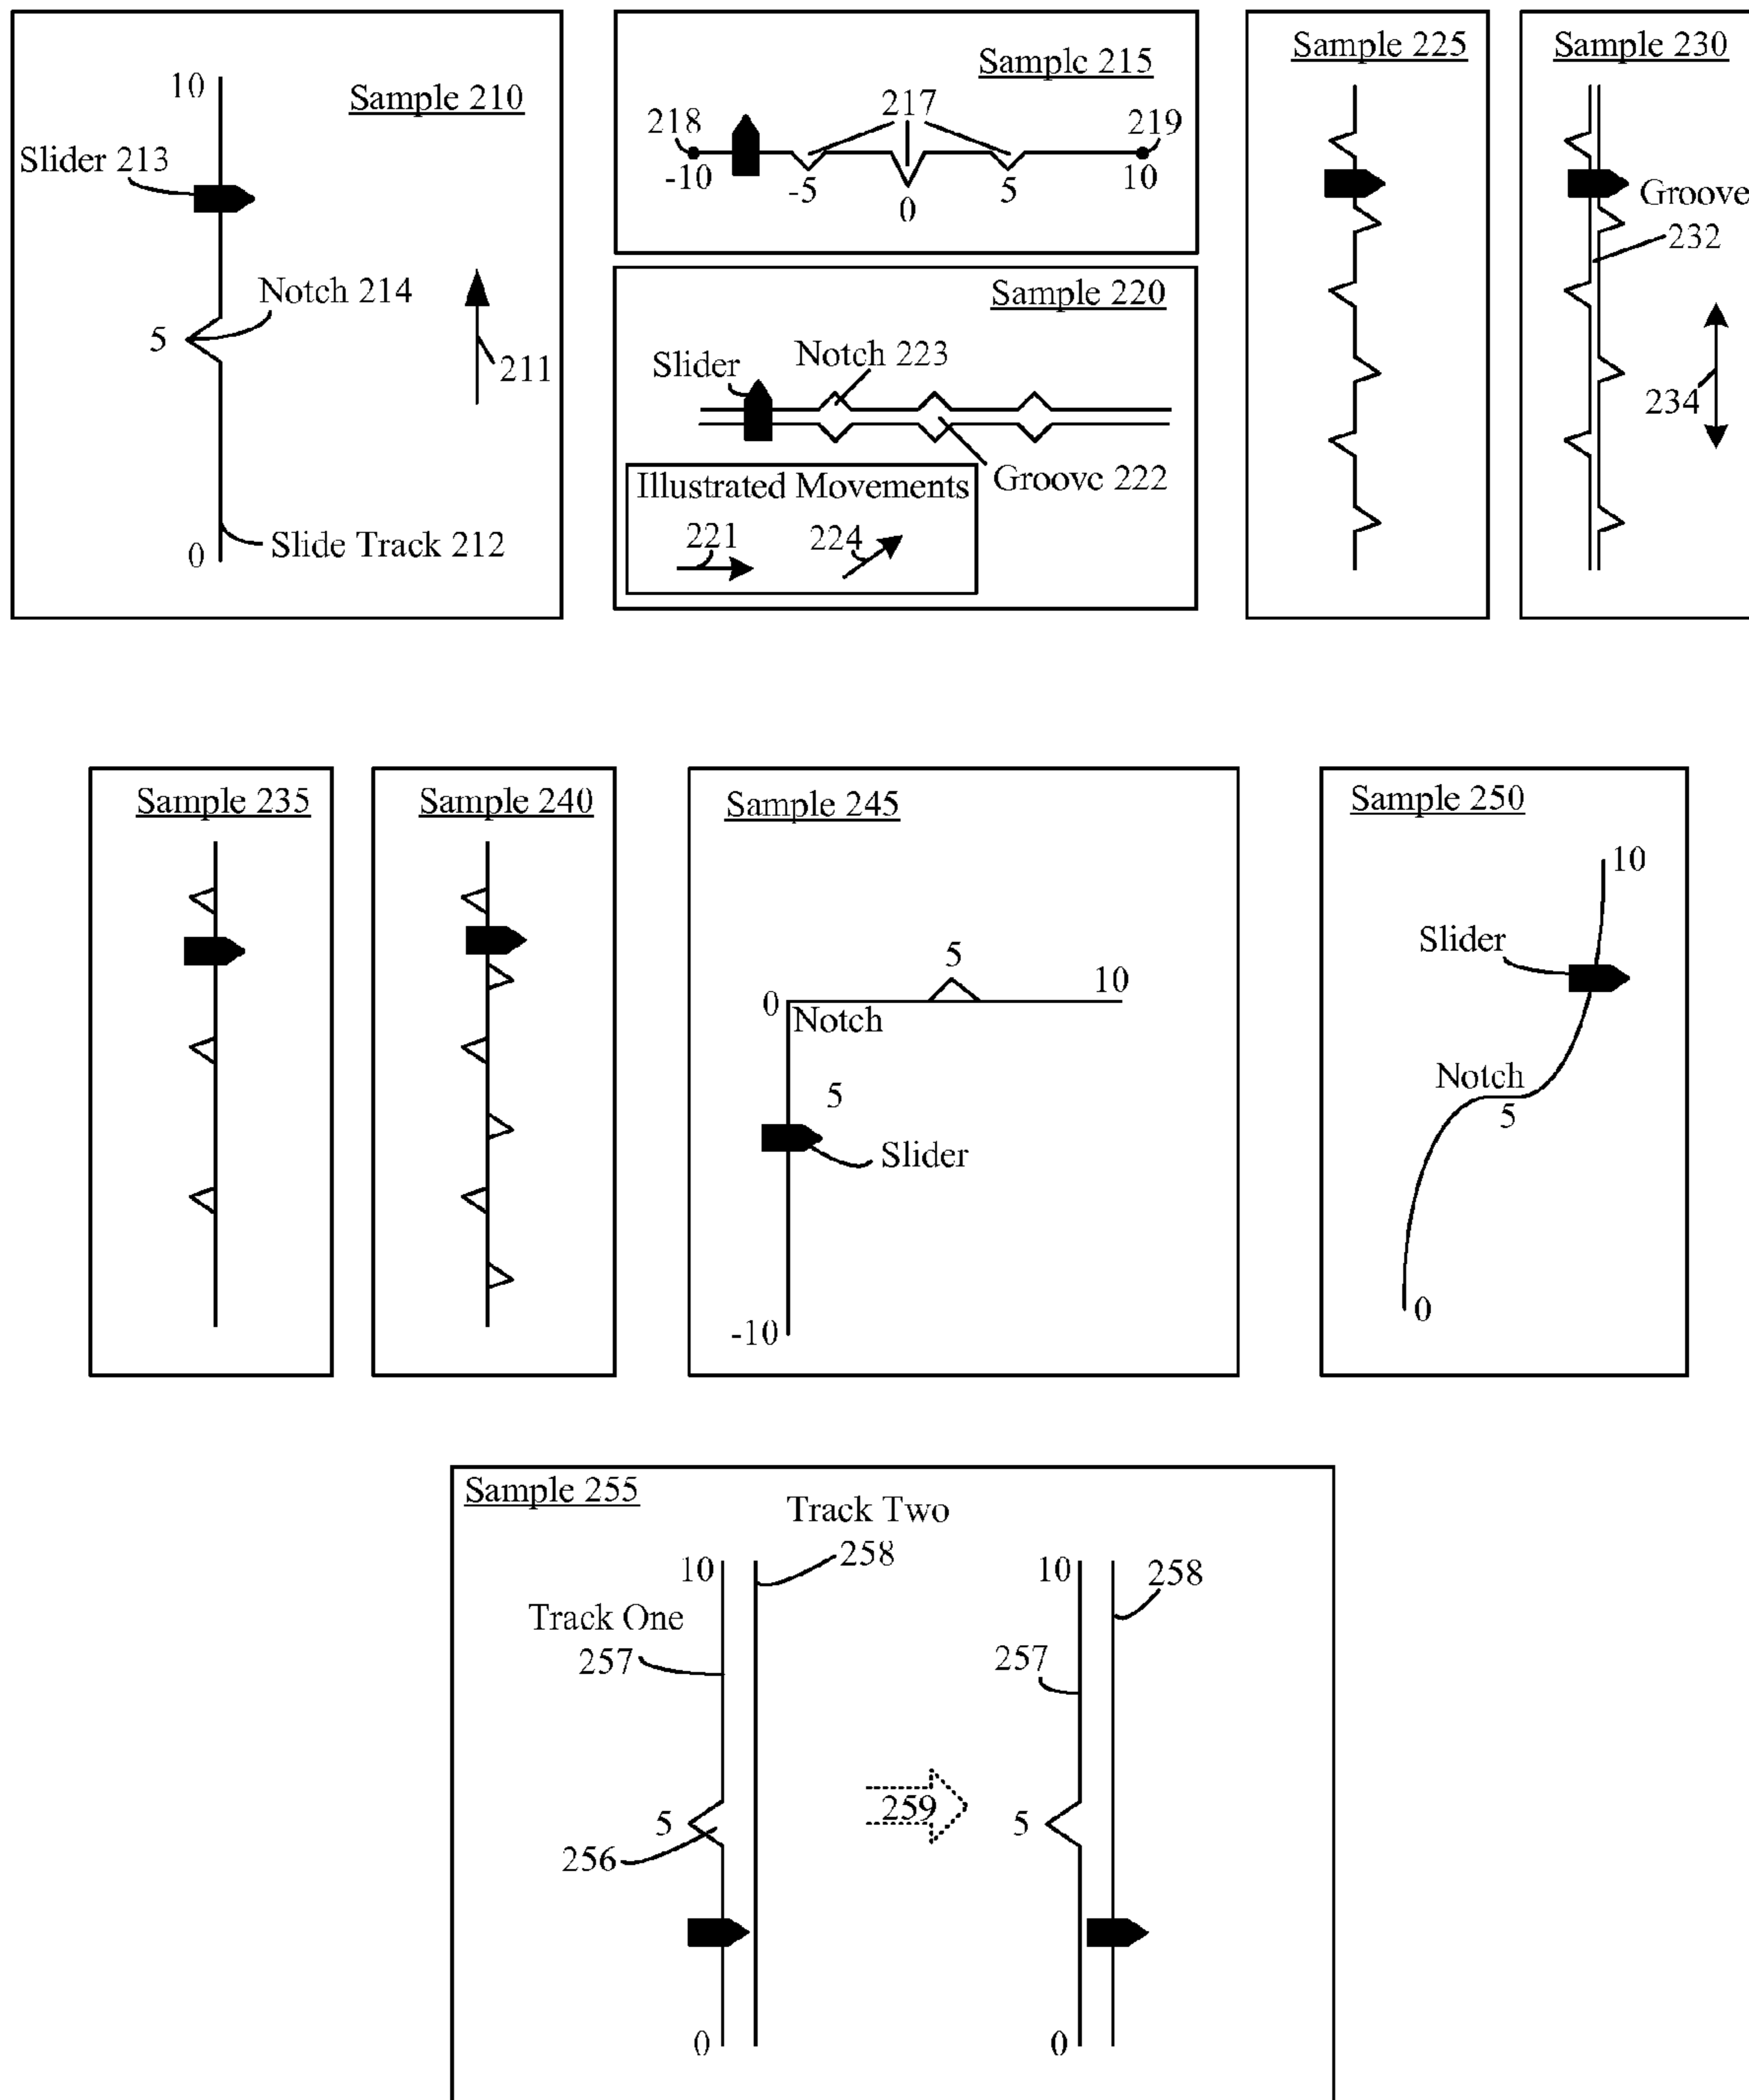 Sample 210
10
Slider 213
Notch 214
5
211
Slide Track 212
0
Sample 215
217
218
219
-10
-5
0
5
10
Sample 220
Slider
Notch 223
Groove 222
Illustrated Movements
221
224
Sample 225
Sample 230
Groove
232
234
Sample 235
Sample 240
Sample 245
5
10
0
Notch
5
Slider
-10
Sample 250
10
Slider
Notch
5
0
Sample 255
Track Two
258
10
Track One
257
5
256
0
259
10
258
257
5
0